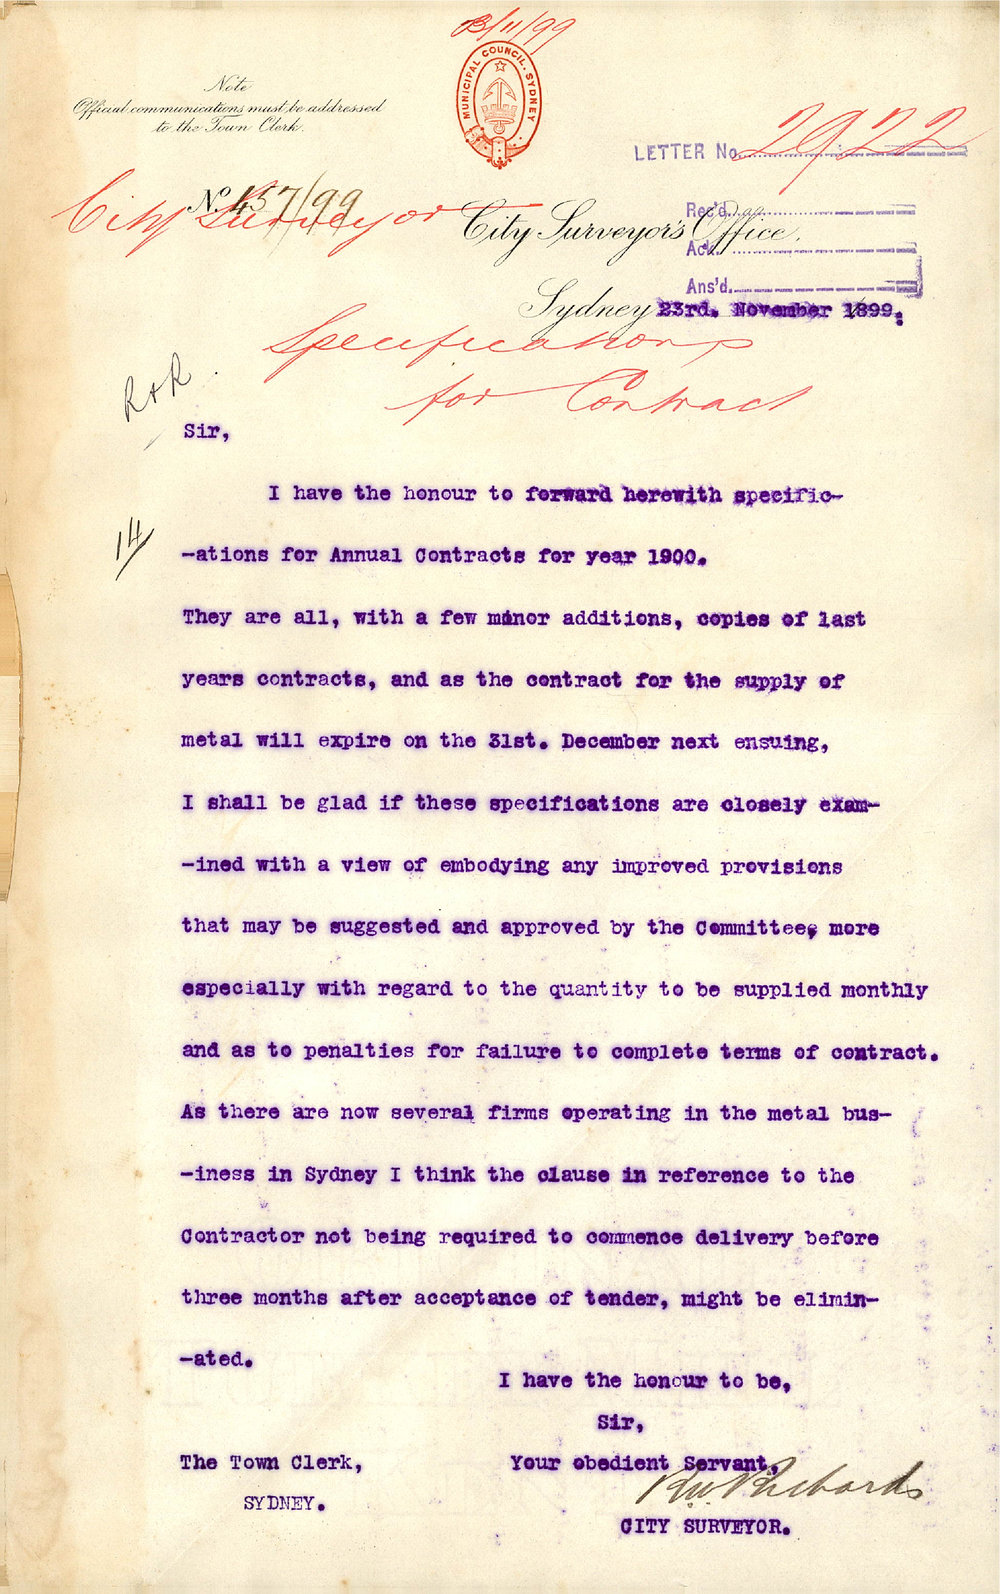 23/11/99
MUNICIPAL COUNCIL, SYDNEY
Note
Official communications must be addressed
to the Town Clerk.
LETTER No. 2922
No. 457/99
City Surveyor
Rec'd.
City Surveyor's Office,
Ack.
Ans'd.
Sydney 23rd. November 1899.
Specifications
for Contract
R & R
Sir,
14
I have the honour to forward herewith specific-
-ations for Annual Contracts for year 1900.
They are all, with a few minor additions, copies of last
years contracts, and as the contract for the supply of
metal will expire on the 31st. December next ensuing,
I shall be glad if these specifications are closely exam-
-ined with a view of embodying any improved provisions
that may be suggested and approved by the Committee, more
especially with regard to the quantity to be supplied monthly
and as to penalties for failure to complete terms of contract.
As there are now several firms operating in the metal bus-
-iness in Sydney I think the clause in reference to the
Contractor not being required to commence delivery before
three months after acceptance of tender, might be elimin-
-ated.
I have the honour to be,
Sir,
The Town Clerk,
Your obedient Servant,
SYDNEY.
R.W. Richards
CITY SURVEYOR.